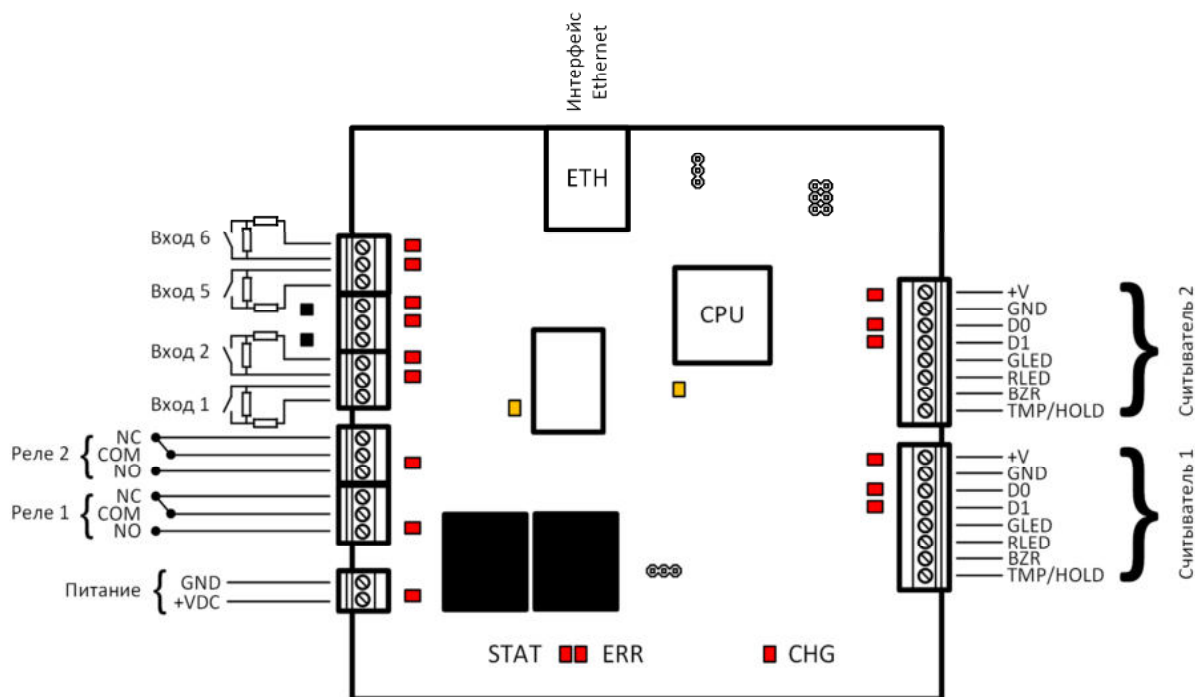 Интерфейс
Ethernet
ETH
CPU
Вход 6
Вход 5
Вход 2
Вход 1
Реле 2
NC
COM
NO
Реле 1
NC
COM
NO
Питание
GND
+VDC
+V
GND
D0
D1
GLED
RLED
BZR
TMP/HOLD
Считыватель 2
+V
GND
D0
D1
GLED
RLED
BZR
TMP/HOLD
Считыватель 1
STAT ERR CHG